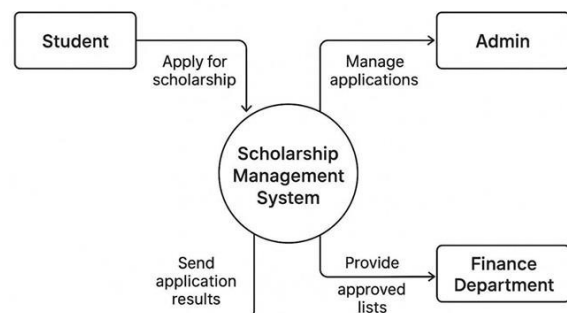 Student
Apply for
scholarship
Manage
applications
Admin
Scholarship
Management
System
Send
application
results
Provide
approved
lists
Finance
Department